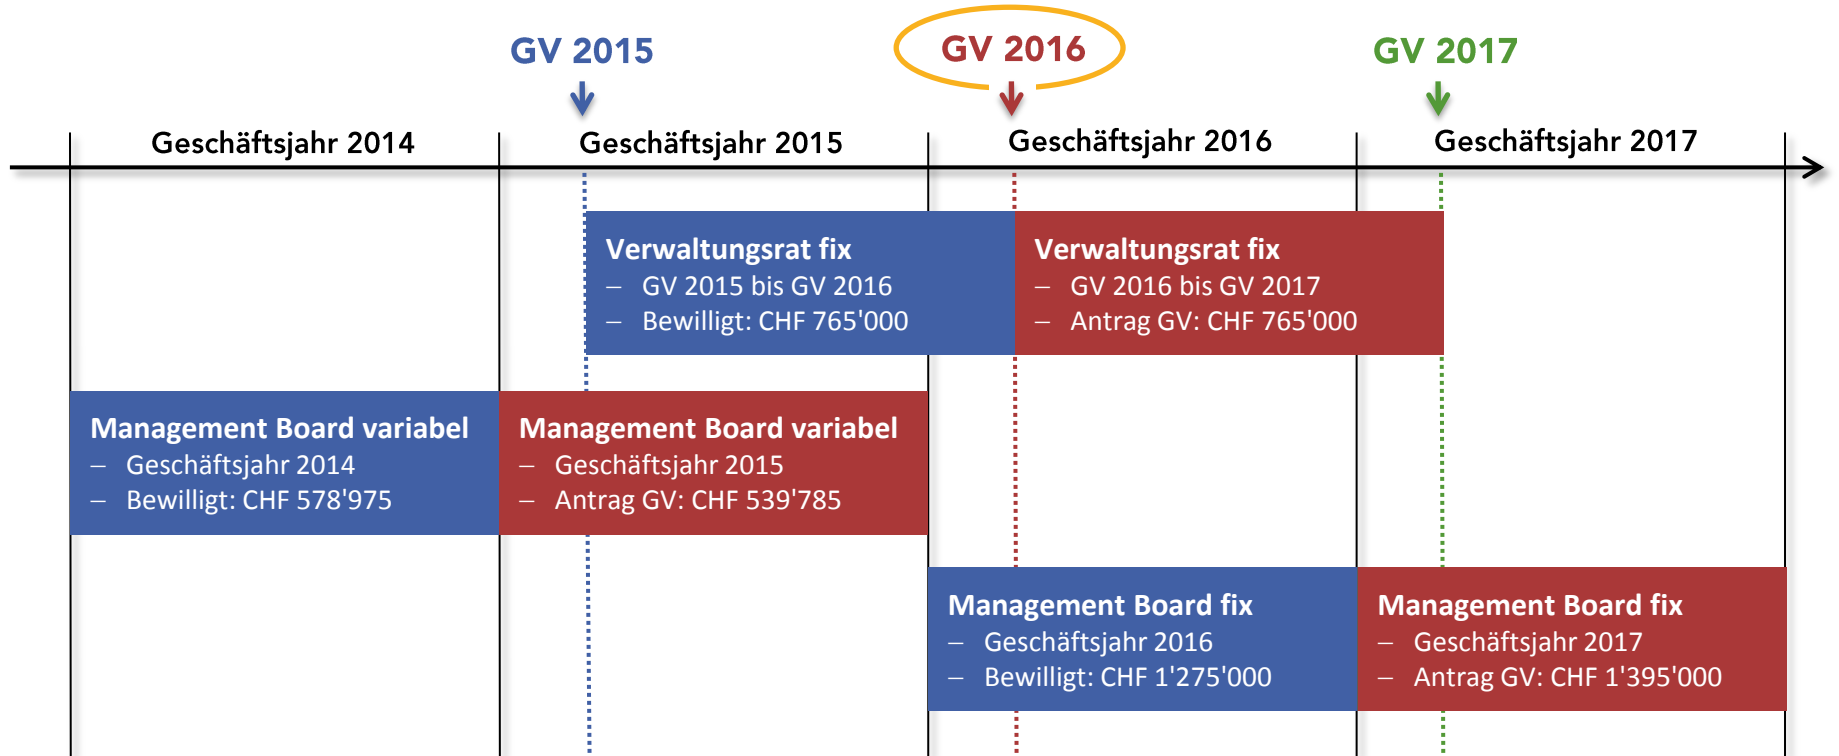 GV 2015
GV 2016
GV 2017
Geschäftsjahr 2014
Geschäftsjahr 2015
Geschäftsjahr 2016
Geschäftsjahr 2017
Verwaltungsrat fix
– GV 2015 bis GV 2016
– Bewilligt: CHF 765'000
Verwaltungsrat fix
– GV 2016 bis GV 2017
– Antrag GV: CHF 765'000
Management Board variabel
– Geschäftsjahr 2014
– Bewilligt: CHF 578'975
Management Board variabel
– Geschäftsjahr 2015
– Antrag GV: CHF 539'785
Management Board fix
– Geschäftsjahr 2016
– Bewilligt: CHF 1'275'000
Management Board fix
– Geschäftsjahr 2017
– Antrag GV: CHF 1'395'000